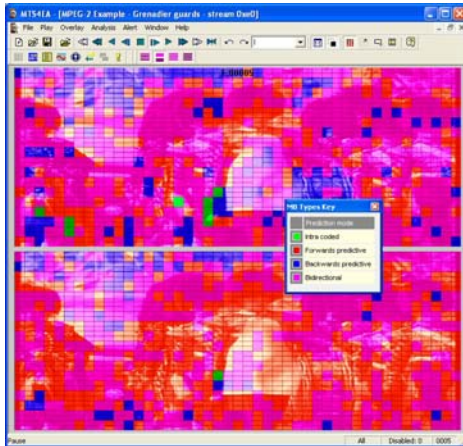 MTS4EA - [MPEG-2 Example - Grenadier guards - stream 0xe0]
File Play Overlay Analysis Alert Window Help
I 00005
MB Types Key
Prediction mode
Intra coded
Forwards predictive
Backwards predictive
Bidirectional
Pause
All Disabled: 0 0005